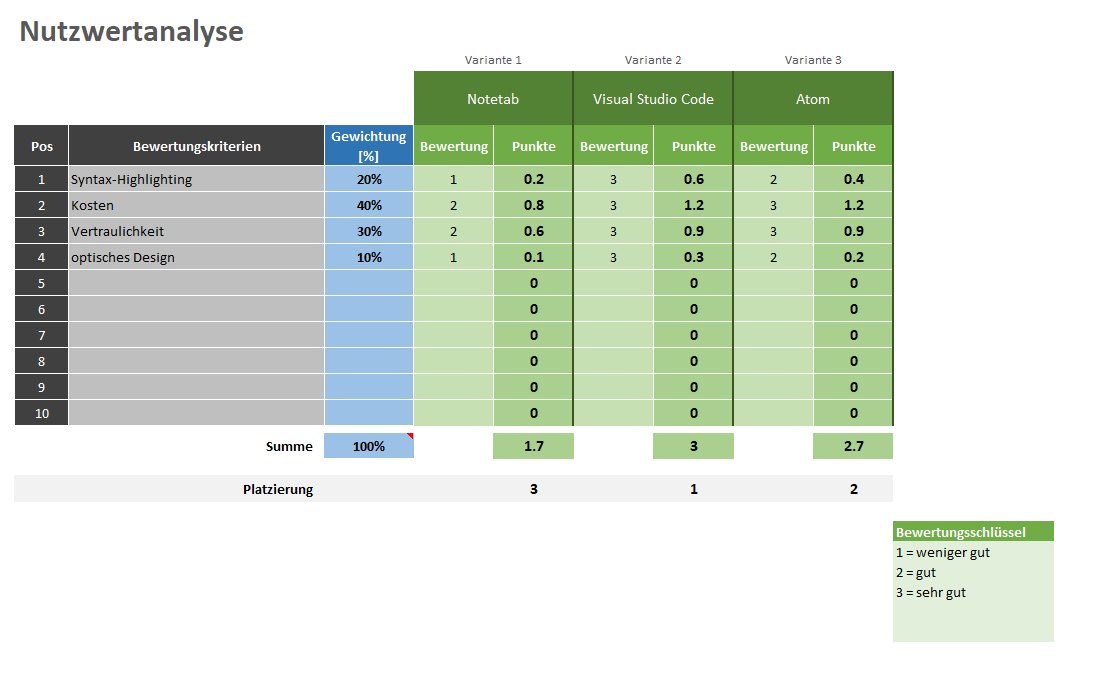 Nutzwertanalyse
Variante 1 Variante 2 Variante 3
Notetab Visual Studio Code Atom
Pos Bewertungskriterien Gewichtung [%] Bewertung Punkte Bewertung Punkte Bewertung Punkte
1 Syntax-Highlighting 20% 1 0.2 3 0.6 2 0.4
2 Kosten 40% 2 0.8 3 1.2 3 1.2
3 Vertraulichkeit 30% 2 0.6 3 0.9 3 0.9
4 optisches Design 10% 1 0.1 3 0.3 2 0.2
5 0 0 0
6 0 0 0
7 0 0 0
8 0 0 0
9 0 0 0
10 0 0 0
Summe 100% 1.7 3 2.7
Platzierung 3 1 2
Bewertungsschlüssel
1 = weniger gut
2 = gut
3 = sehr gut